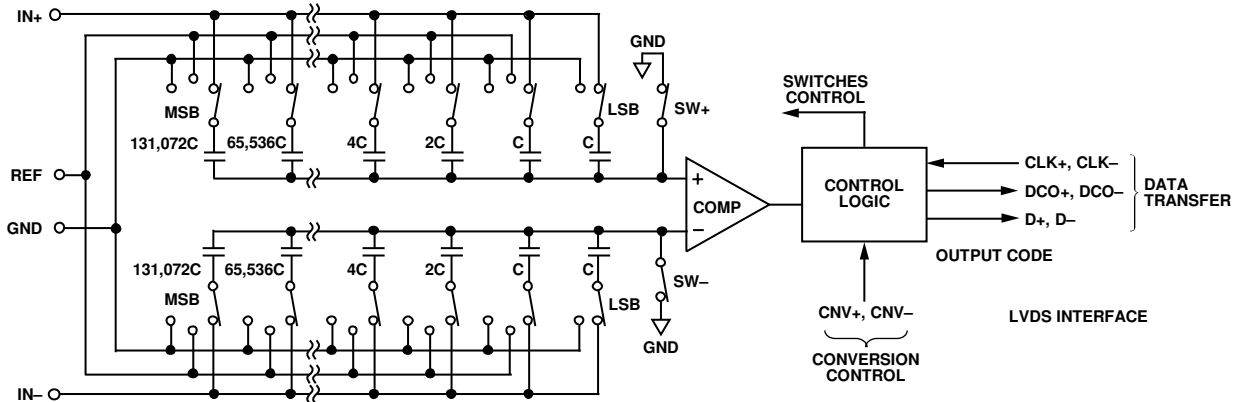 IN+
GND
SWITCHES
CONTROL
MSB
LSB
SW+
131,072C
65,536C
4C
2C
C
C
REF
GND
+
COMP
−
CONTROL
LOGIC
CLK+, CLK−
DCO+, DCO−
D+, D−
DATA
TRANSFER
OUTPUT CODE
131,072C
65,536C
4C
2C
C
C
MSB
LSB
SW−
GND
CNV+, CNV−
CONVERSION
CONTROL
LVDS INTERFACE
IN−